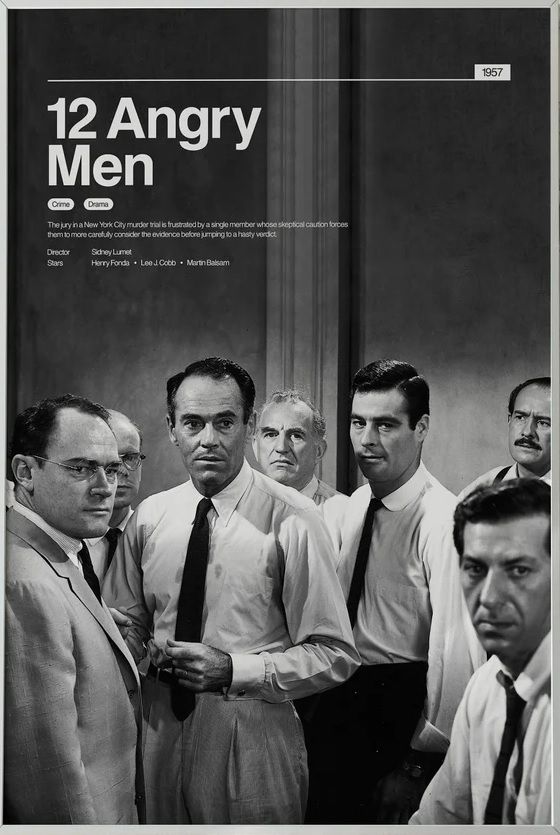 1957
12 Angry
Men
Crime Drama
The jury in a New York City murder trial is frustrated by a single member whose skeptical caution forces
them to more carefully consider the evidence before jumping to a hasty verdict.
Director Sidney Lumet
Stars Henry Fonda • Lee J. Cobb • Martin Balsam